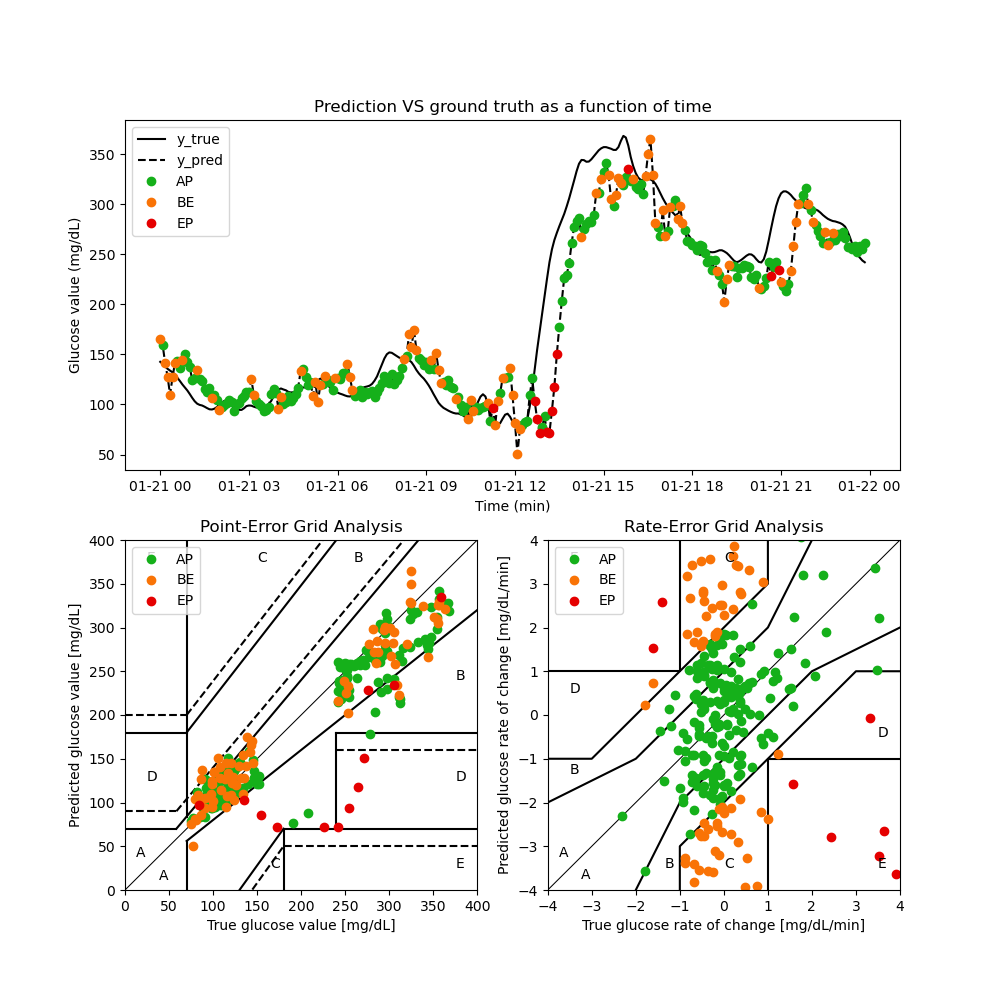 Prediction VS ground truth as a function of time
Glucose value (mg/dL)
350
300
250
200
150
100
50
y_true
y_pred
AP
BE
EP
01-21 00 01-21 03 01-21 06 01-21 09 01-21 12 01-21 15 01-21 18 01-21 21 01-22 00
Time (min)
Point-Error Grid Analysis
Predicted glucose value [mg/dL]
400
350
300
250
200
150
100
50
0
AP
BE
EP
C
B
B
D
D
A
A
C
E
0 50 100 150 200 250 300 350 400
True glucose value [mg/dL]
Rate-Error Grid Analysis
Predicted glucose rate of change [mg/dL/min]
4
3
2
1
0
−1
−2
−3
−4
AP
BE
EP
C
D
D
B
A
A
B
C
E
−4 −3 −2 −1 0 1 2 3 4
True glucose rate of change [mg/dL/min]